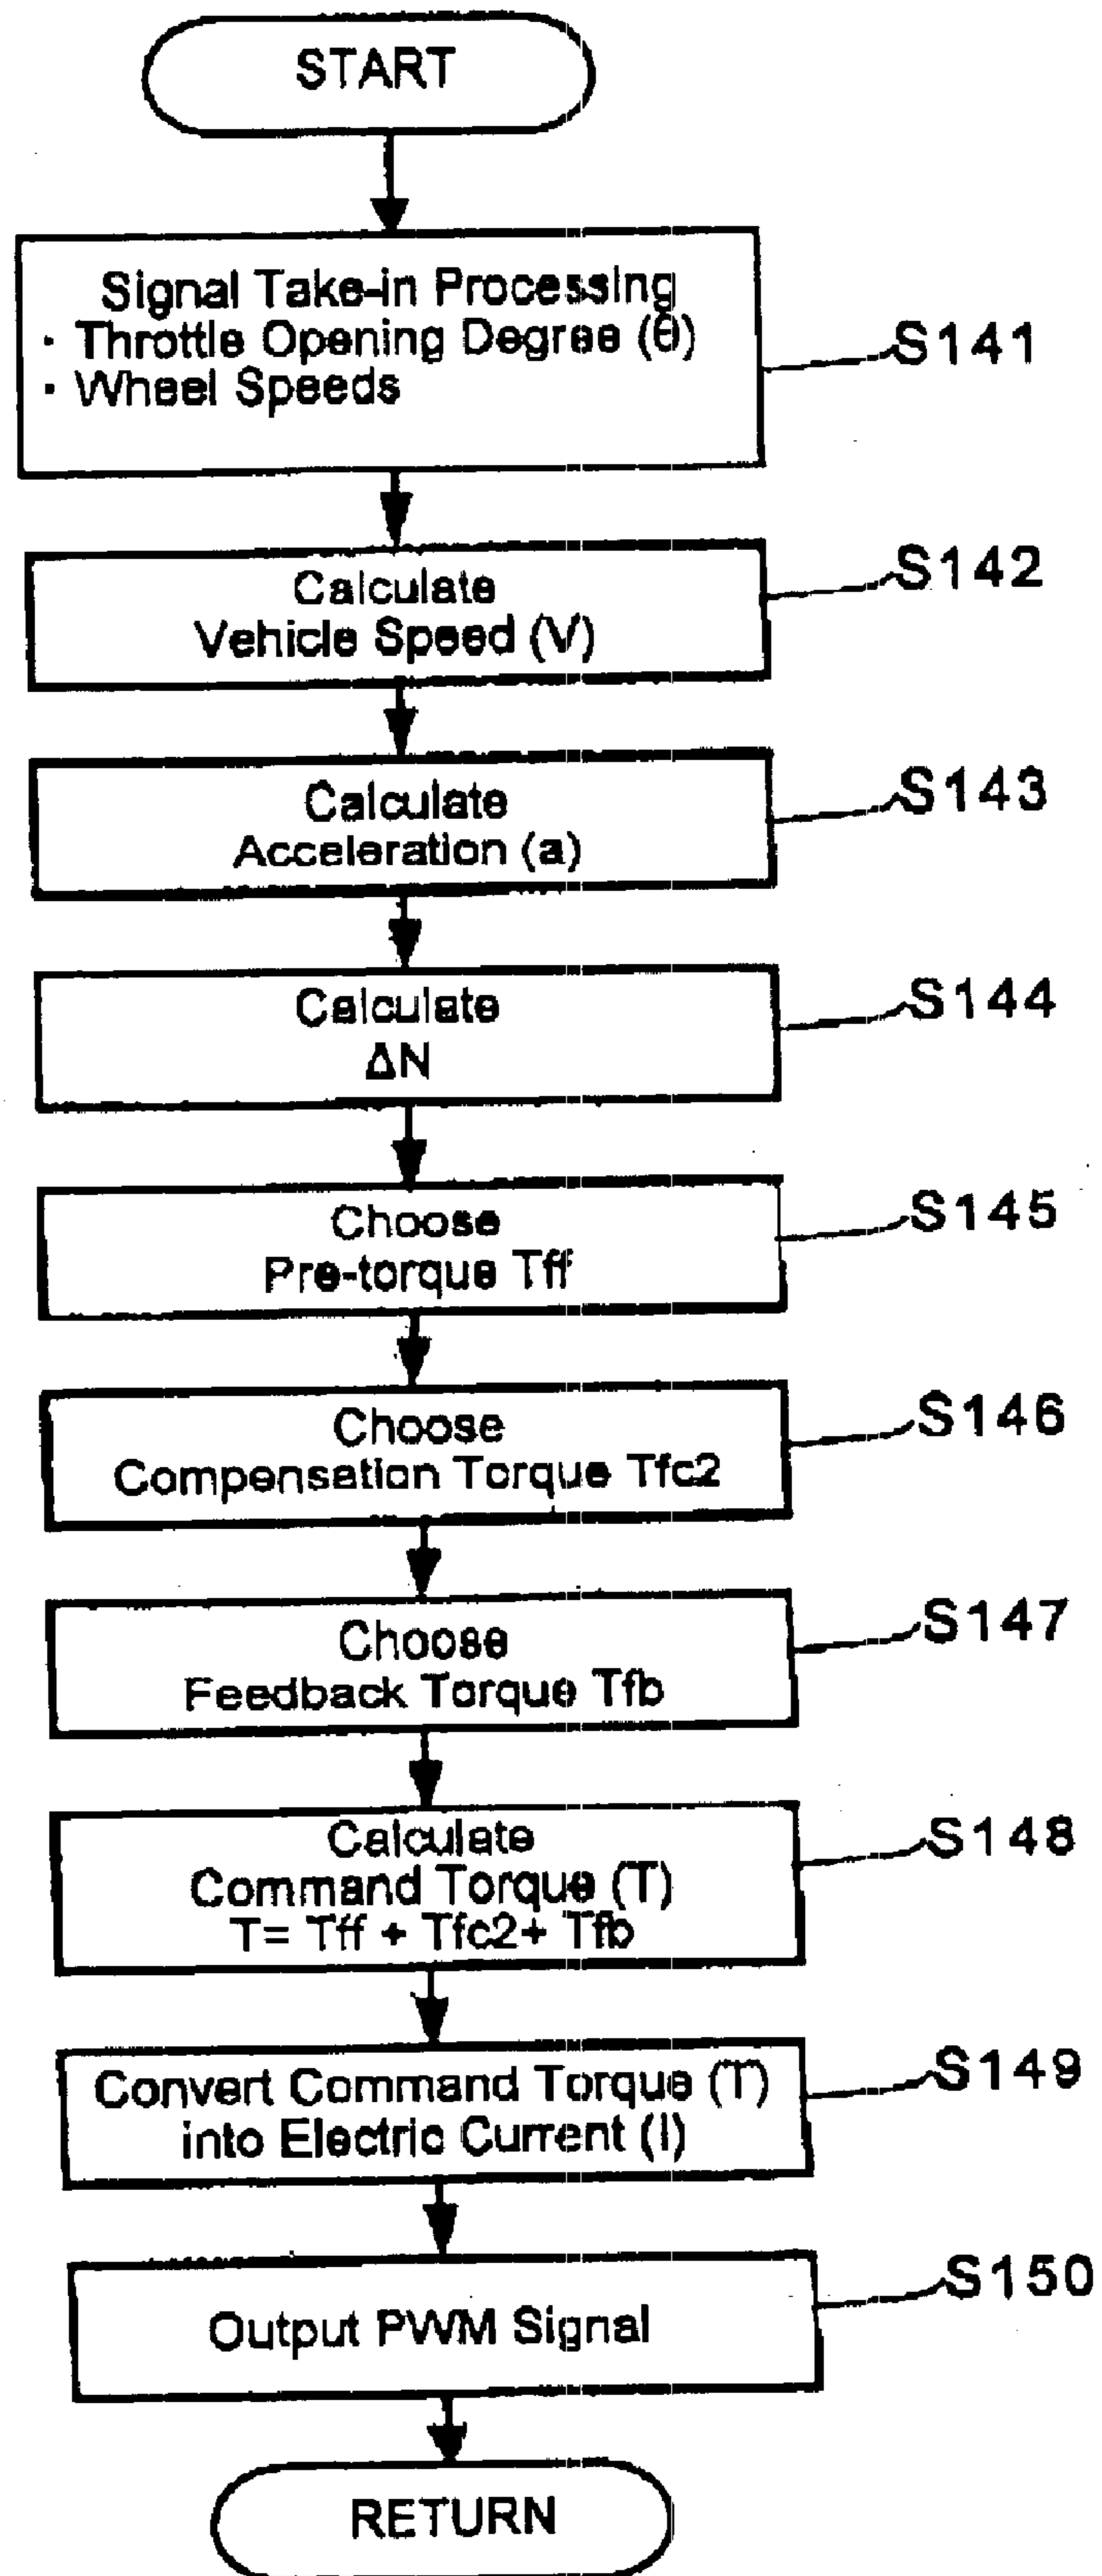 START
Signal Take-in Processing
· Throttle Opening Degree (θ)
· Wheel Speeds
S141
Calculate
Vehicle Speed (V)
S142
Calculate
Acceleration (a)
S143
Calculate
ΔN
S144
Choose
Pre-torque Tff
S145
Choose
Compensation Torque Tfc2
S146
Choose
Feedback Torque Tfb
S147
Calculate
Command Torque (T)
T= Tff + Tfc2+ Tfb
S148
Convert Command Torque (T)
into Electric Current (I)
S149
Output PWM Signal
S150
RETURN